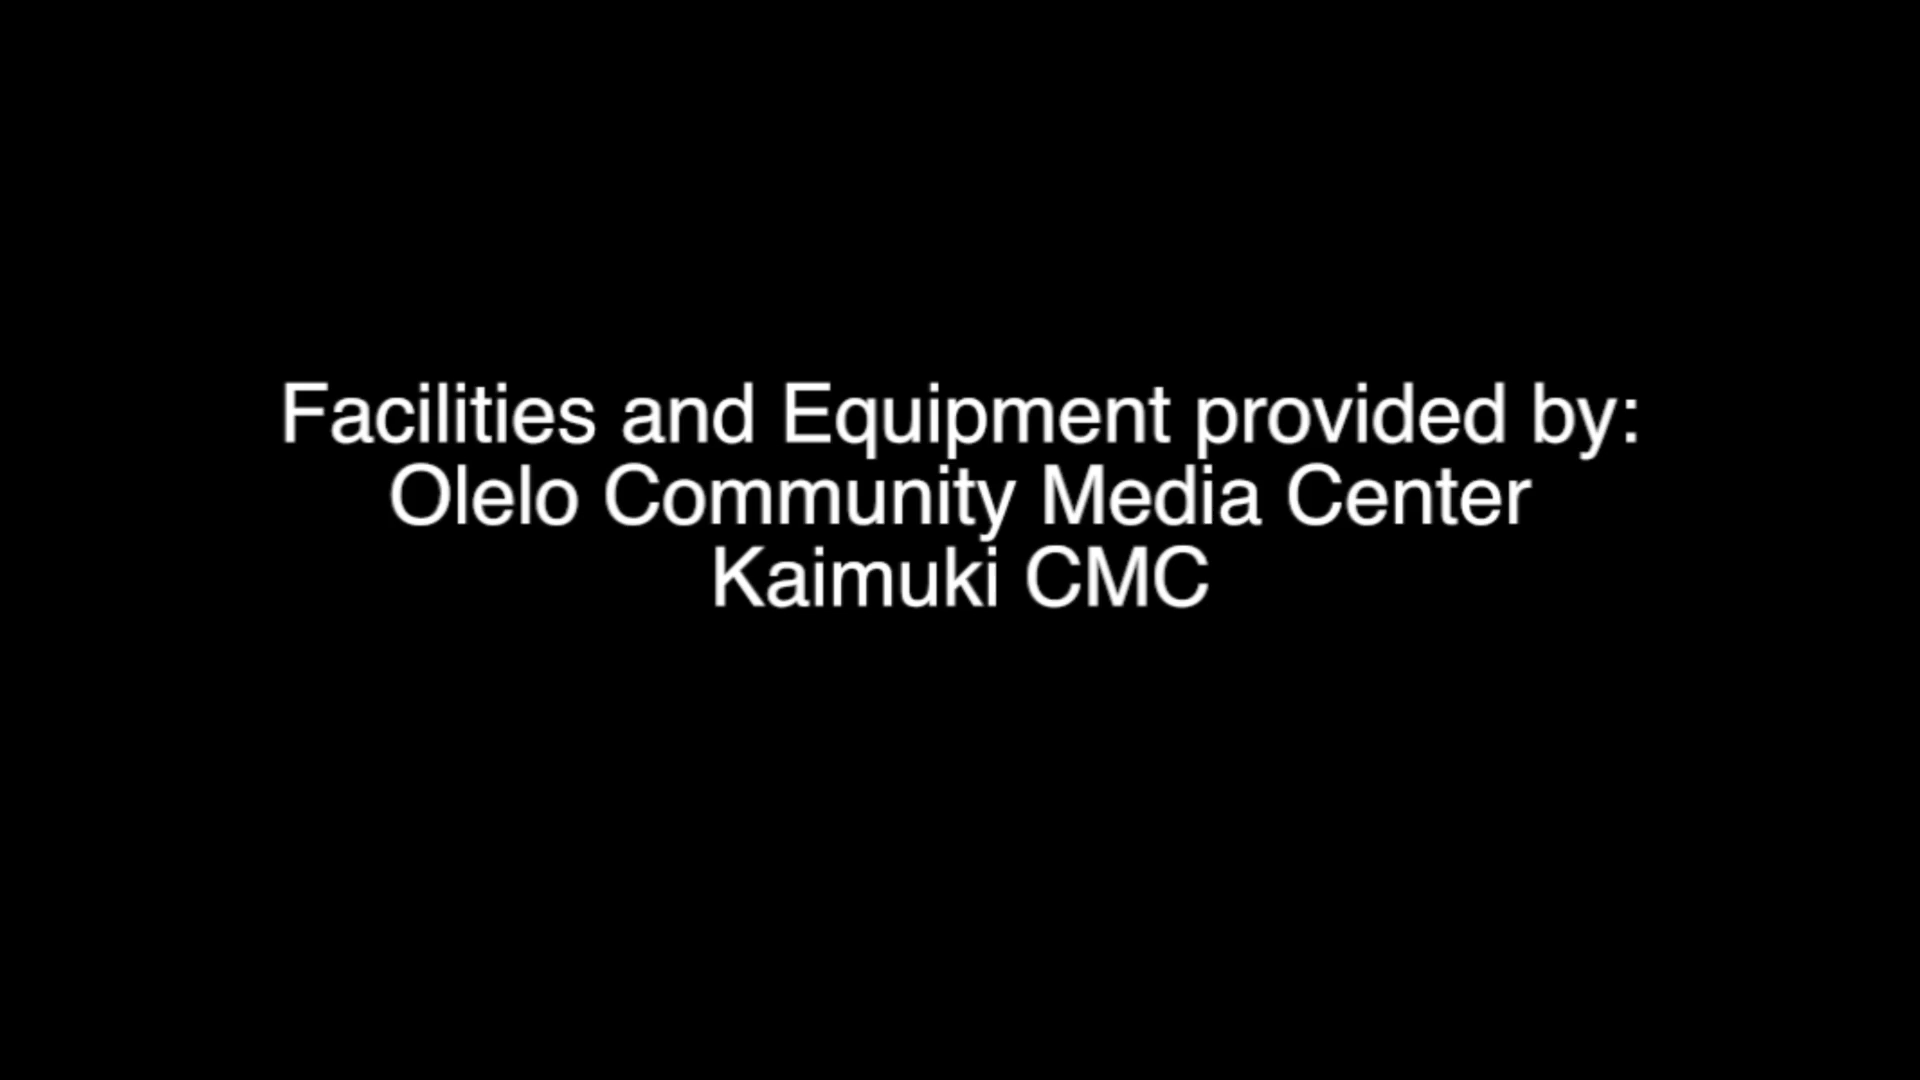 Facilities and Equipment provided by:
Olelo Community Media Center
Kaimuki CMC